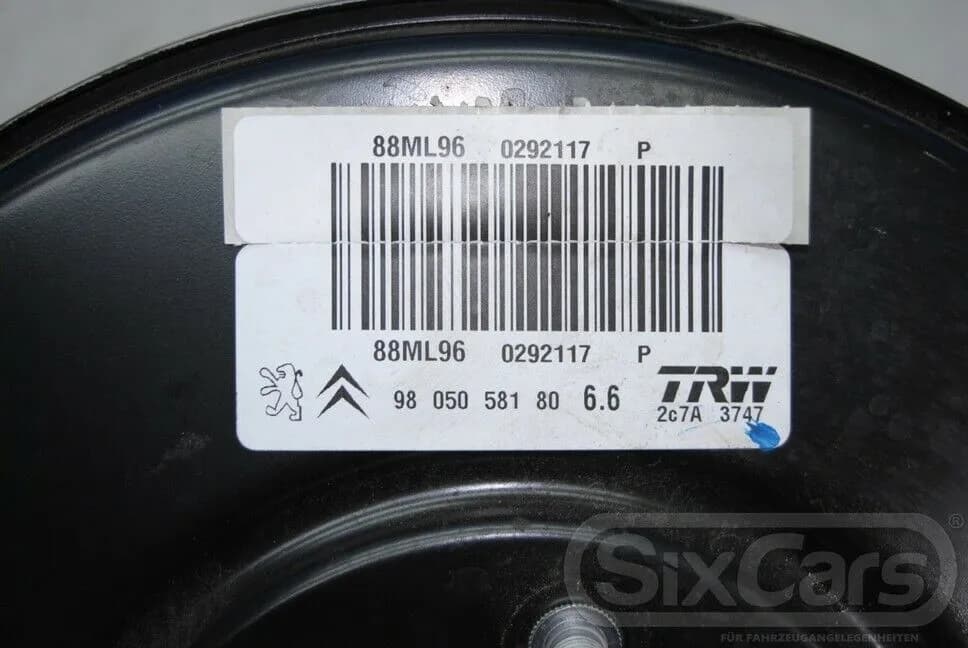 88ML96 0292117 P
88ML96 0292117 P
98 050 581 80 6.6
TRW
2c7A 3747
SixCars®
FÜR FAHRZEUGANGELEGENHEITEN